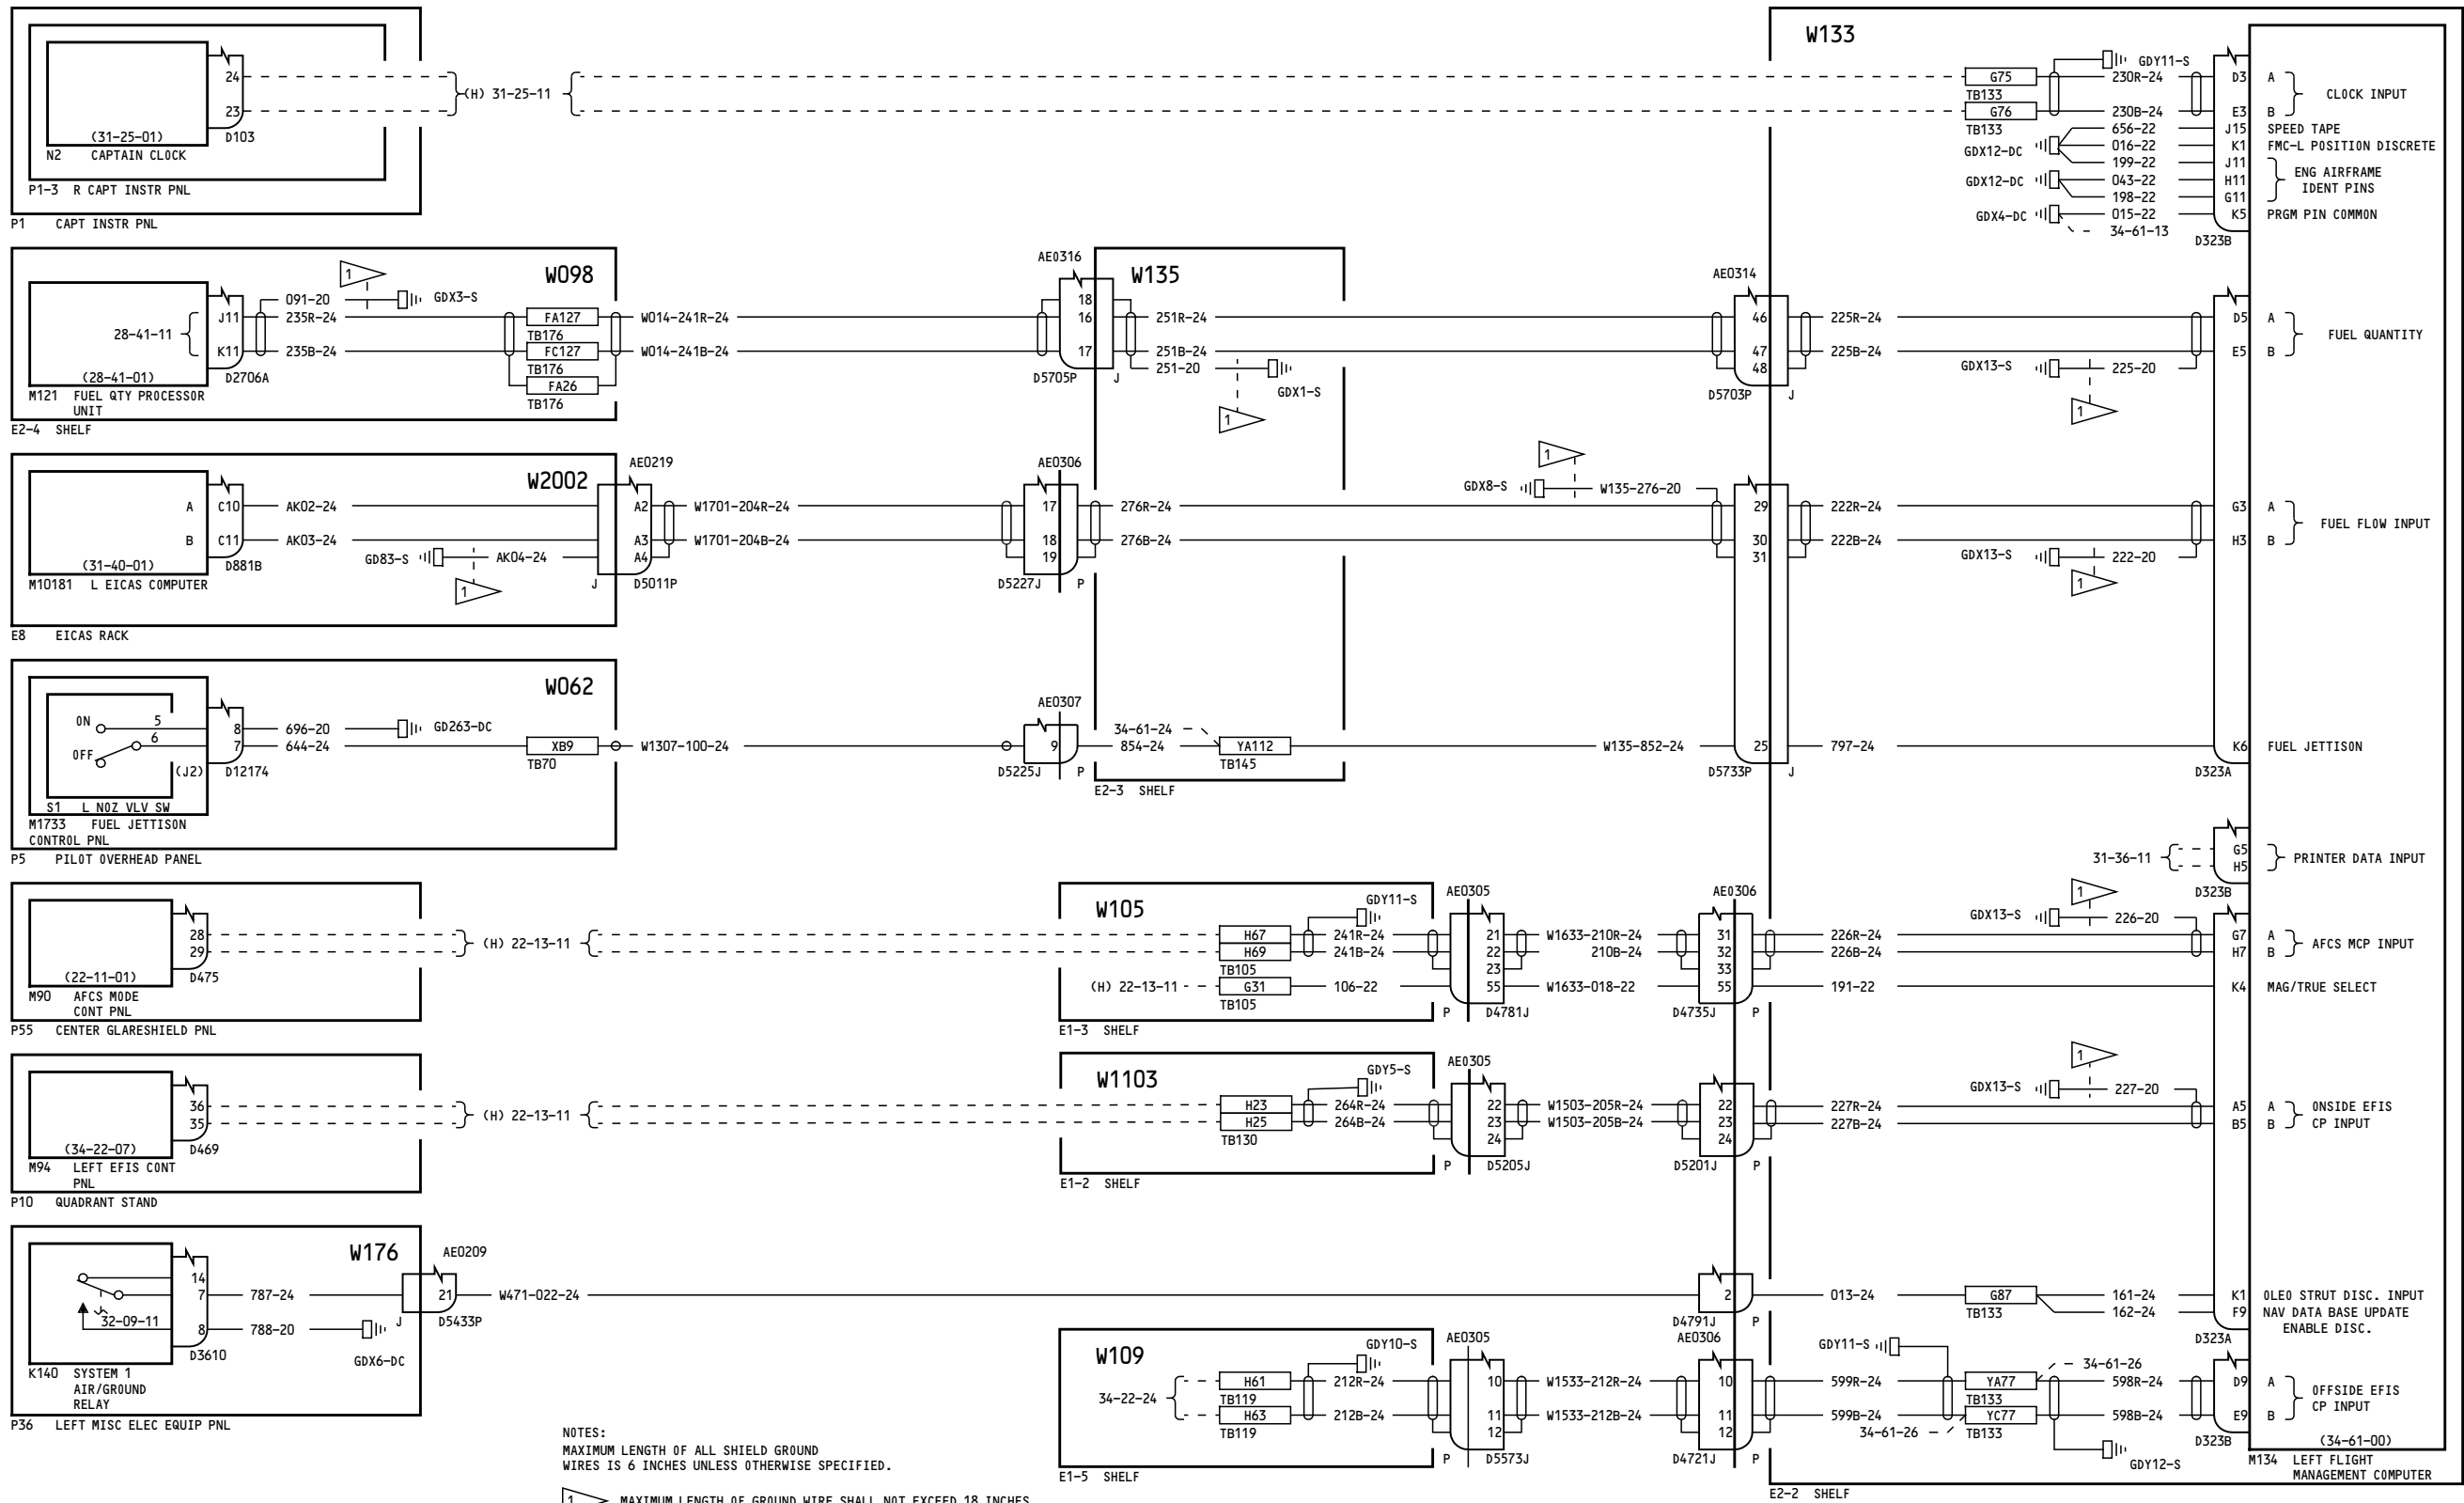 24
23
(31-25-01)
D103
N2 CAPTAIN CLOCK
P1-3 R CAPT INSTR PNL
P1 CAPT INSTR PNL
(H) 31-25-11
W133
G75
TB133
G76
TB133
GDY11-S
230R-24
230B-24
656-22
016-22
199-22
043-22
198-22
015-22
34-61-13
GDX12-DC
GDX12-DC
GDX4-DC
D3 A
E3 B
CLOCK INPUT
J15 SPEED TAPE
K1 FMC-L POSITION DISCRETE
J11
H11
G11
ENG AIRFRAME
IDENT PINS
K5 PRGM PIN COMMON
D323B
W098
1
091-20
GDX3-S
28-41-11
J11 235R-24
K11 235B-24
(28-41-01)
D2706A
M121 FUEL QTY PROCESSOR
UNIT
E2-4 SHELF
FA127
TB176
FC127
TB176
FA26
TB176
W014-241R-24
W014-241B-24
AE0316
18
16
17
D5705P J
W135
251R-24
251B-24
251-20
GDX1-S
1
AE0314
46
47
48
D5703P J
225R-24
225B-24
GDX13-S
225-20
1
D5 A
E5 B
FUEL QUANTITY
W2002
A C10 AK02-24
B C11 AK03-24
(31-40-01)
D881B
GD83-S
AK04-24
1
M10181 L EICAS COMPUTER
E8 EICAS RACK
AE0219
A2
A3
A4
J D5011P
W1701-204R-24
W1701-204B-24
AE0306
17
18
19
D5227J P
276R-24
276B-24
1
GDX8-S
W135-276-20
29
30
31
222R-24
222B-24
GDX13-S
222-20
1
G3 A
H3 B
FUEL FLOW INPUT
W062
ON 5
OFF 6
8 696-20
7 644-24
GD263-DC
(J2) D12174
S1 L NOZ VLV SW
M1733 FUEL JETTISON
CONTROL PNL
P5 PILOT OVERHEAD PANEL
XB9
TB70
W1307-100-24
AE0307
9
D5225J P
34-61-24
854-24
YA112
TB145
E2-3 SHELF
W135-852-24
25
D5733P J
797-24
K6 FUEL JETTISON
D323A
31-36-11
G5
H5
PRINTER DATA INPUT
D323B
28
29
(22-11-01)
D475
M90 AFCS MODE
CONT PNL
P55 CENTER GLARESHIELD PNL
(H) 22-13-11
W105
GDY11-S
H67 241R-24
H69 241B-24
TB105
(H) 22-13-11
G31 106-22
TB105
E1-3 SHELF
AE0305
21
22
23
55
P D4781J
W1633-210R-24
210B-24
W1633-018-22
AE0306
31
32
33
55
D4735J P
226R-24
226B-24
191-22
GDX13-S
226-20
1
G7 A
H7 B
AFCS MCP INPUT
K4 MAG/TRUE SELECT
36
35
(34-22-07)
D469
M94 LEFT EFIS CONT
PNL
P10 QUADRANT STAND
(H) 22-13-11
W1103
GDY5-S
H23 264R-24
H25 264B-24
TB130
E1-2 SHELF
AE0305
22
23
24
P D5205J
W1503-205R-24
W1503-205B-24
22
23
24
D5201J P
227R-24
227B-24
GDX13-S
227-20
1
A5 A
B5 B
ONSIDE EFIS
CP INPUT
W176
14
7 787-24
8 788-20
32-09-11
D3610
GDX6-DC
K140 SYSTEM 1
AIR/GROUND
RELAY
P36 LEFT MISC ELEC EQUIP PNL
AE0209
21
J D5433P
W471-022-24
2
D4791J P
013-24
G87
TB133
161-24
162-24
K1 OLEO STRUT DISC. INPUT
F9 NAV DATA BASE UPDATE
ENABLE DISC.
D323A
W109
GDY10-S
34-22-24
H61 212R-24
TB119
H63 212B-24
TB119
E1-5 SHELF
AE0305
10
11
12
P D5573J
W1533-212R-24
W1533-212B-24
AE0306
10
11
12
D4721J P
GDY11-S
599R-24
599B-24
34-61-26
34-61-26
YA77
TB133
YC77
TB133
598R-24
598B-24
GDY12-S
D9 A
E9 B
OFFSIDE EFIS
CP INPUT
D323B
(34-61-00)
M134 LEFT FLIGHT
MANAGEMENT COMPUTER
E2-2 SHELF
NOTES:
MAXIMUM LENGTH OF ALL SHIELD GROUND
WIRES IS 6 INCHES UNLESS OTHERWISE SPECIFIED.
1 MAXIMUM LENGTH OF GROUND WIRE SHALL NOT EXCEED 18 INCHES